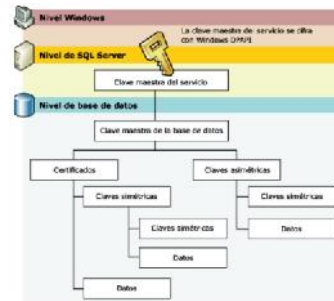 Nivel Windows
La clave maestra del servicio se cifra
con Windows DPAPI
Nivel de SQL Server
Clave maestra del servicio
Nivel de base de datos
Clave maestra de la base de datos
Certificados
Claves asimétricas
Claves simétricas
Claves simétricas
Claves simétricas
Datos
Datos
Datos